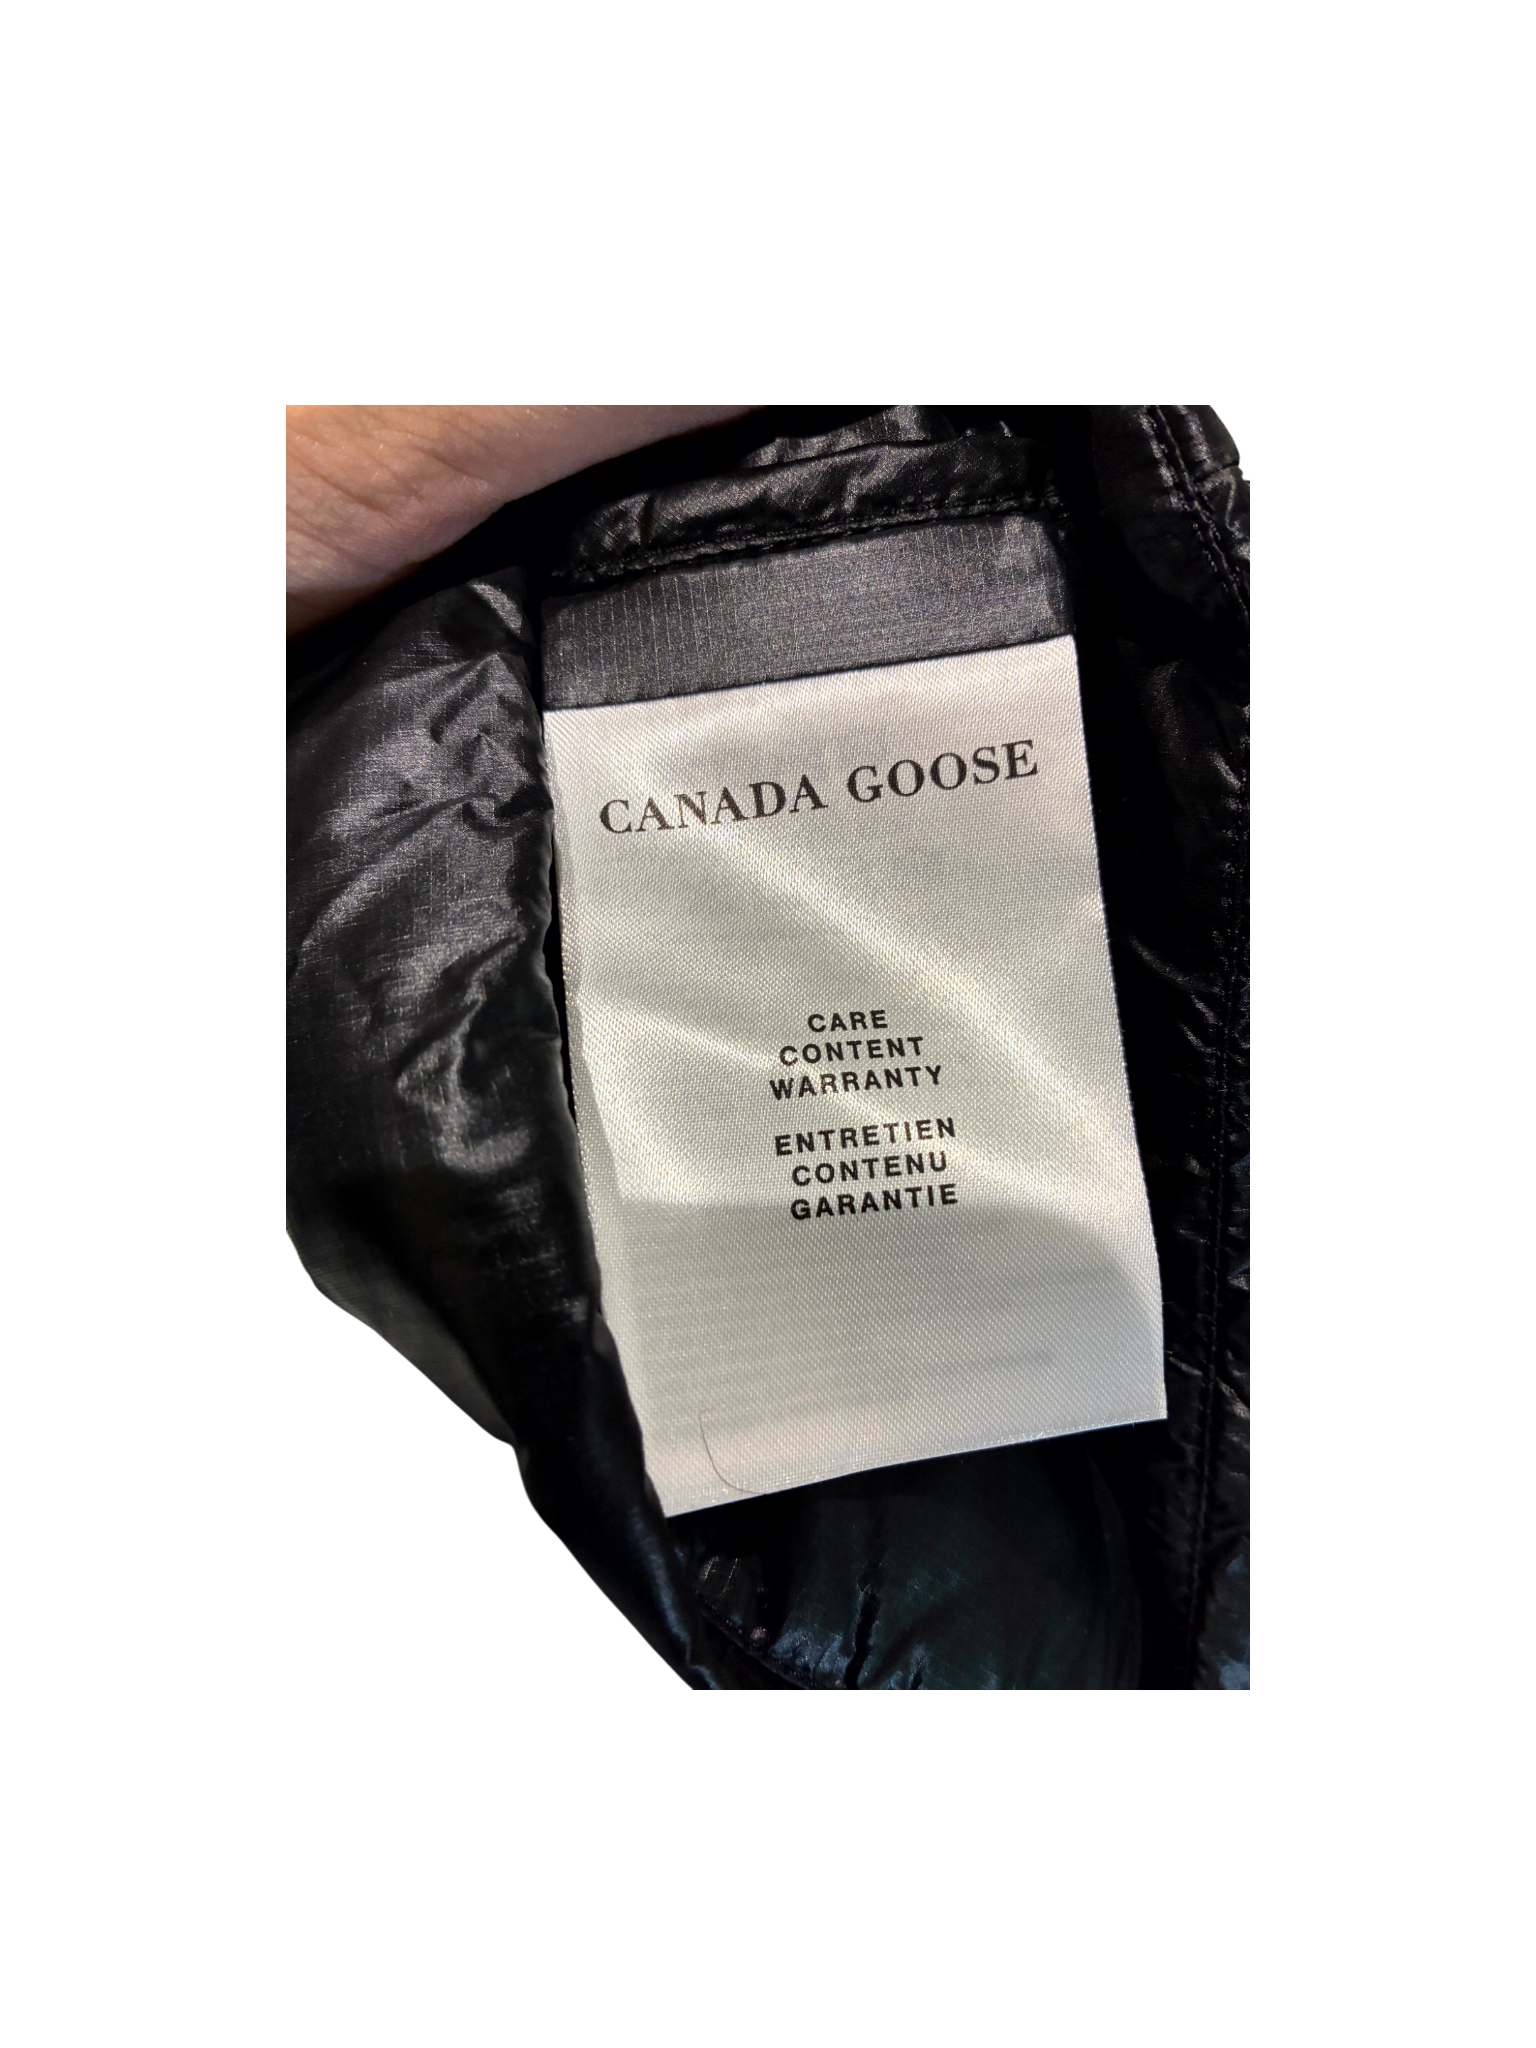 CANADA GOOSE
CARE
CONTENT
WARRANTY
ENTRETIEN
CONTENU
GARANTIE